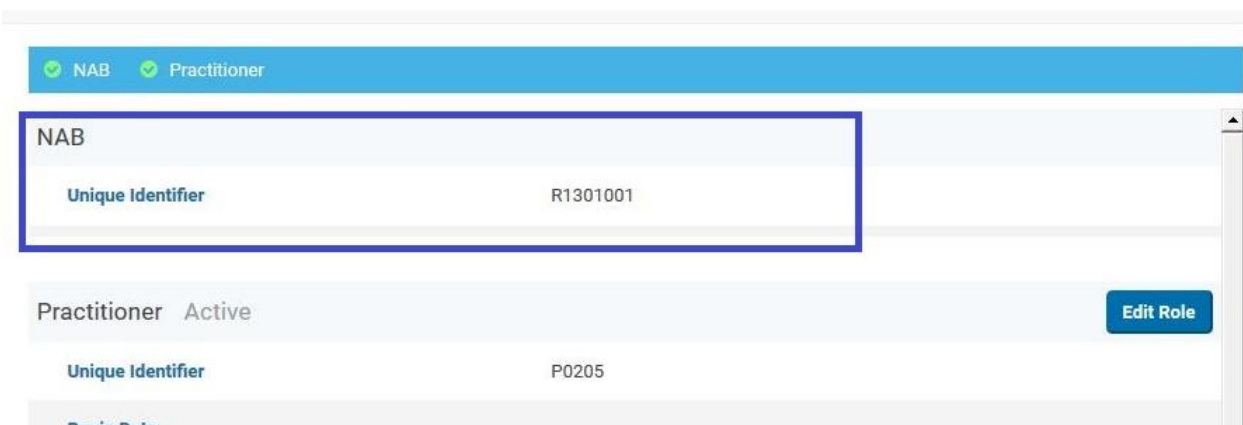 NAB Practitioner
NAB
Unique Identifier R1301001
Practitioner Active Edit Role
Unique Identifier P0205